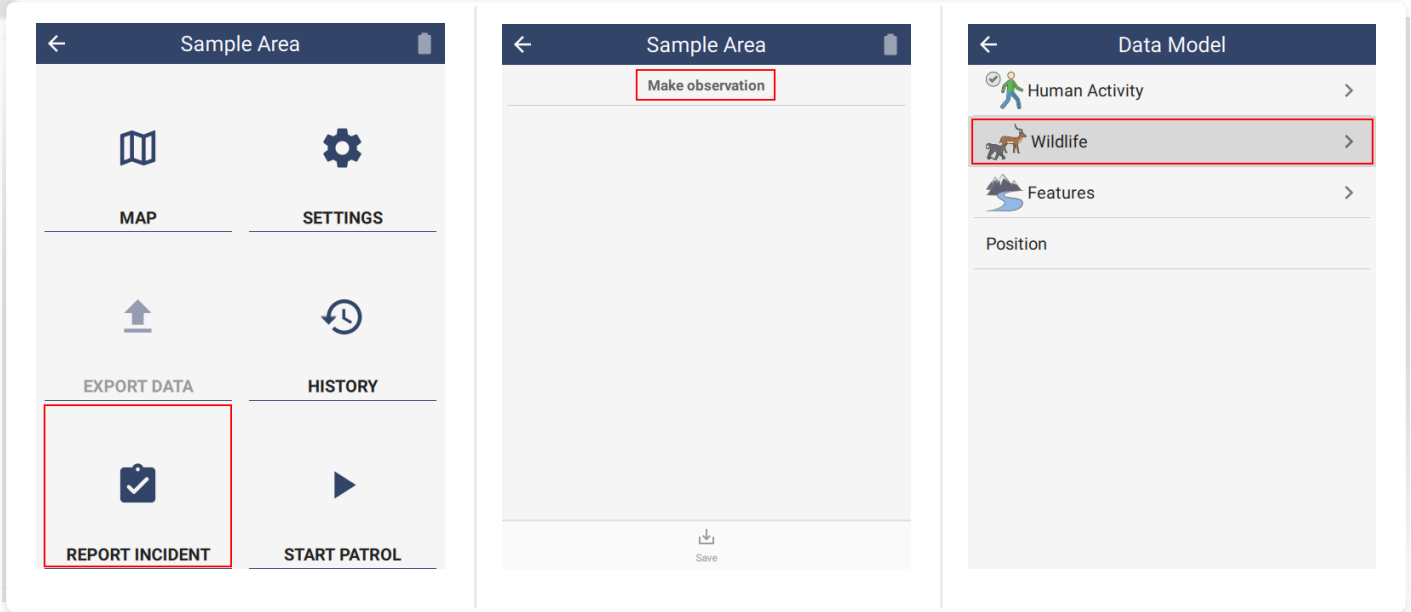 Sample Area
MAP
SETTINGS
EXPORT DATA
HISTORY
REPORT INCIDENT
START PATROL
Sample Area
Make observation
Save
Data Model
Human Activity
Wildlife
Features
Position